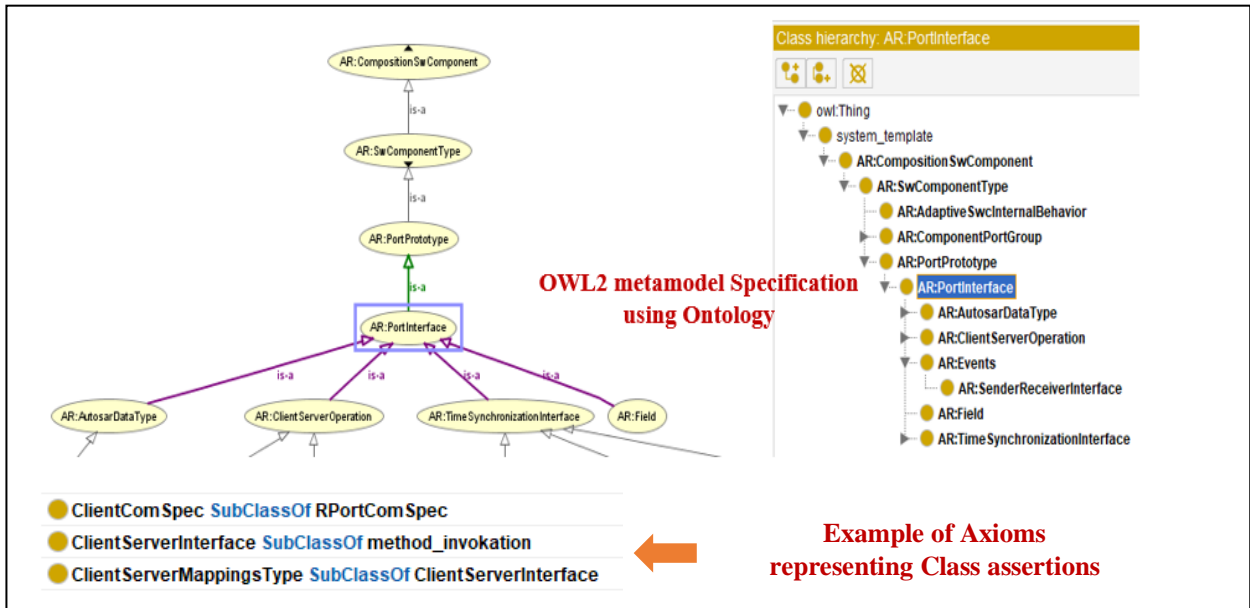 AR:CompositionSwComponent
is-a
AR:SwComponentType
is-a
AR:PortPrototype
is-a
AR:PortInterface
is-a
is-a
is-a
is-a
AR:AutosarDataType
AR:ClientServerOperation
AR:TimeSynchronizationInterface
AR:Field
OWL2 metamodel Specification
using Ontology
Class hierarchy: AR:PortInterface
owl:Thing
system_template
AR:CompositionSwComponent
AR:SwComponentType
AR:AdaptiveSwcInternalBehavior
AR:ComponentPortGroup
AR:PortPrototype
AR:PortInterface
AR:AutosarDataType
AR:ClientServerOperation
AR:Events
AR:SenderReceiverInterface
AR:Field
AR:TimeSynchronizationInterface
ClientComSpec SubClassOf RPortComSpec
ClientServerInterface SubClassOf method_invokation
ClientServerMappingsType SubClassOf ClientServerInterface
Example of Axioms
representing Class assertions